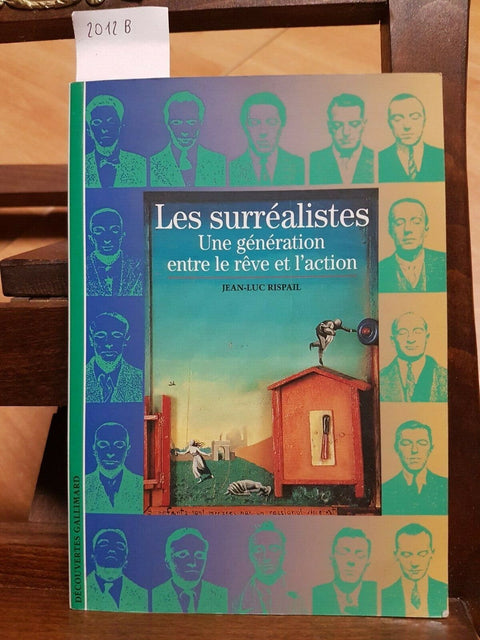 2012 B
Les surréalistes
Une génération
entre le rêve et l'action
JEAN-LUC RISPAIL
DÉCOUVERTES GALLIMARD